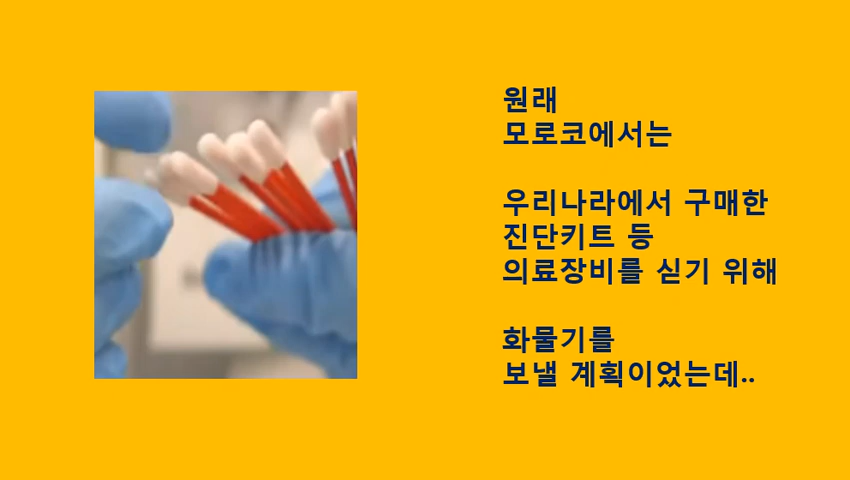 원래
모로코에서는
우리나라에서 구매한
진단키트 등
의료장비를 싣기 위해
화물기를
보낼 계획이었는데..